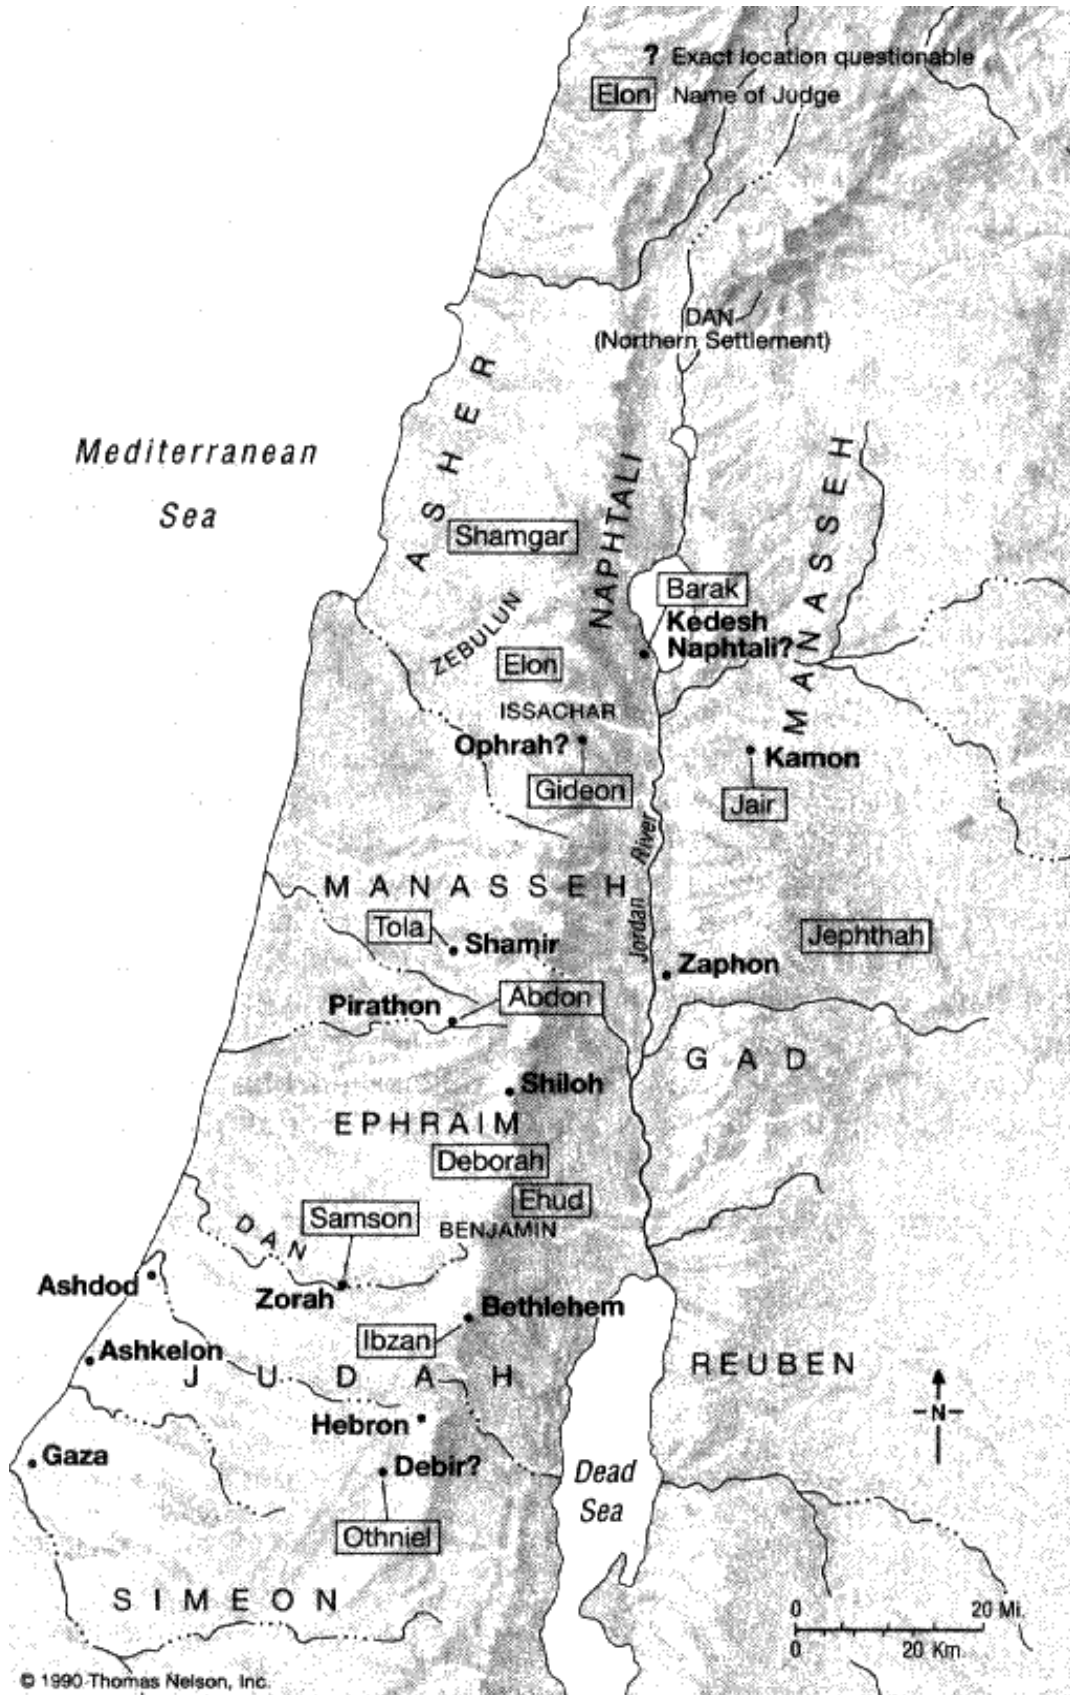 ? Exact location questionable
Elon Name of Judge
DAN
(Northern Settlement)
ASHER
Mediterranean
Sea
NAPHTALI
MANASSEH
Shamgar
Barak
Kedesh
Naphtali?
ZEBULUN
Elon
ISSACHAR
Ophrah?
Gideon
Kamon
Jair
Jordan River
MANASSEH
Tola
Shamir
Jephthah
Zaphon
Abdon
Pirathon
GAD
Shiloh
EPHRAIM
Deborah
Ehud
Samson
DAN
BENJAMIN
Ashdod
Zorah
Bethlehem
Ibzan
Ashkelon
JUDAH
REUBEN
N
Hebron
Gaza
Debir?
Dead
Sea
Othniel
SIMEON
0 20 Mi.
0 20 Km
© 1990 Thomas Nelson, Inc.